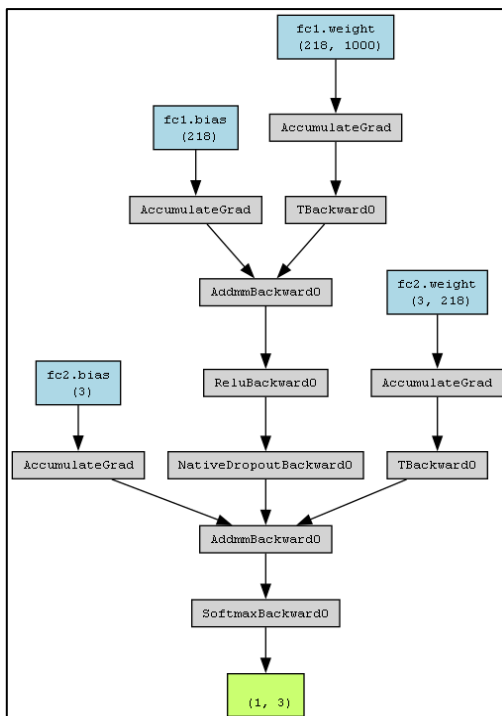 fc1.weight
(218, 1000)
fc1.bias
(218)
AccumulateGrad
AccumulateGrad
TBackward0
AddmmBackward0
fc2.weight
(3, 218)
fc2.bias
(3)
ReluBackward0
AccumulateGrad
AccumulateGrad
NativeDropoutBackward0
TBackward0
AddmmBackward0
SoftmaxBackward0
(1, 3)